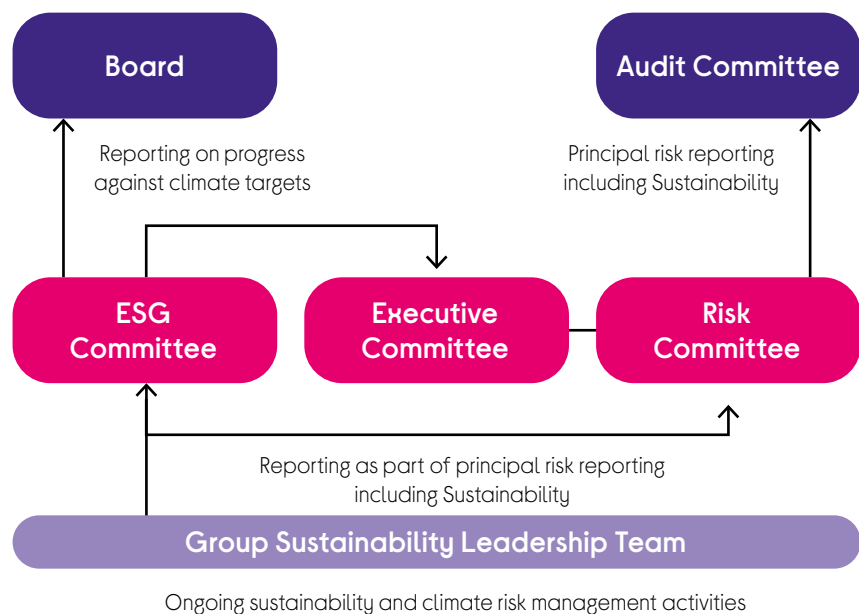 Board
Audit Committee
Reporting on progress
against climate targets
Principal risk reporting
including Sustainability
ESG
Committee
Executive
Committee
Risk
Committee
Reporting as part of principal risk reporting
including Sustainability
Group Sustainability Leadership Team
Ongoing sustainability and climate risk management activities